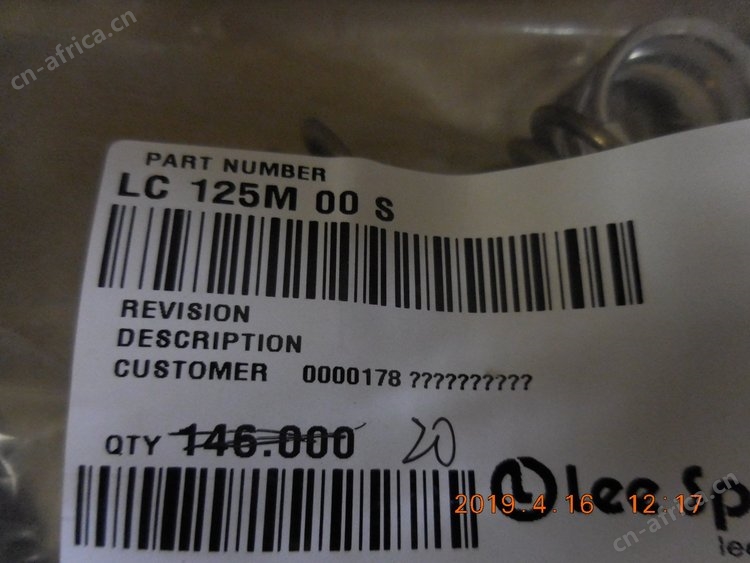 cn-africa.cn
PART NUMBER
LC 125M 00 S
REVISION
DESCRIPTION
CUSTOMER 0000178 ??????????
QTY 146.000 20
lee sp
2019. 4. 16 12:17
lee
cn-africa.cn